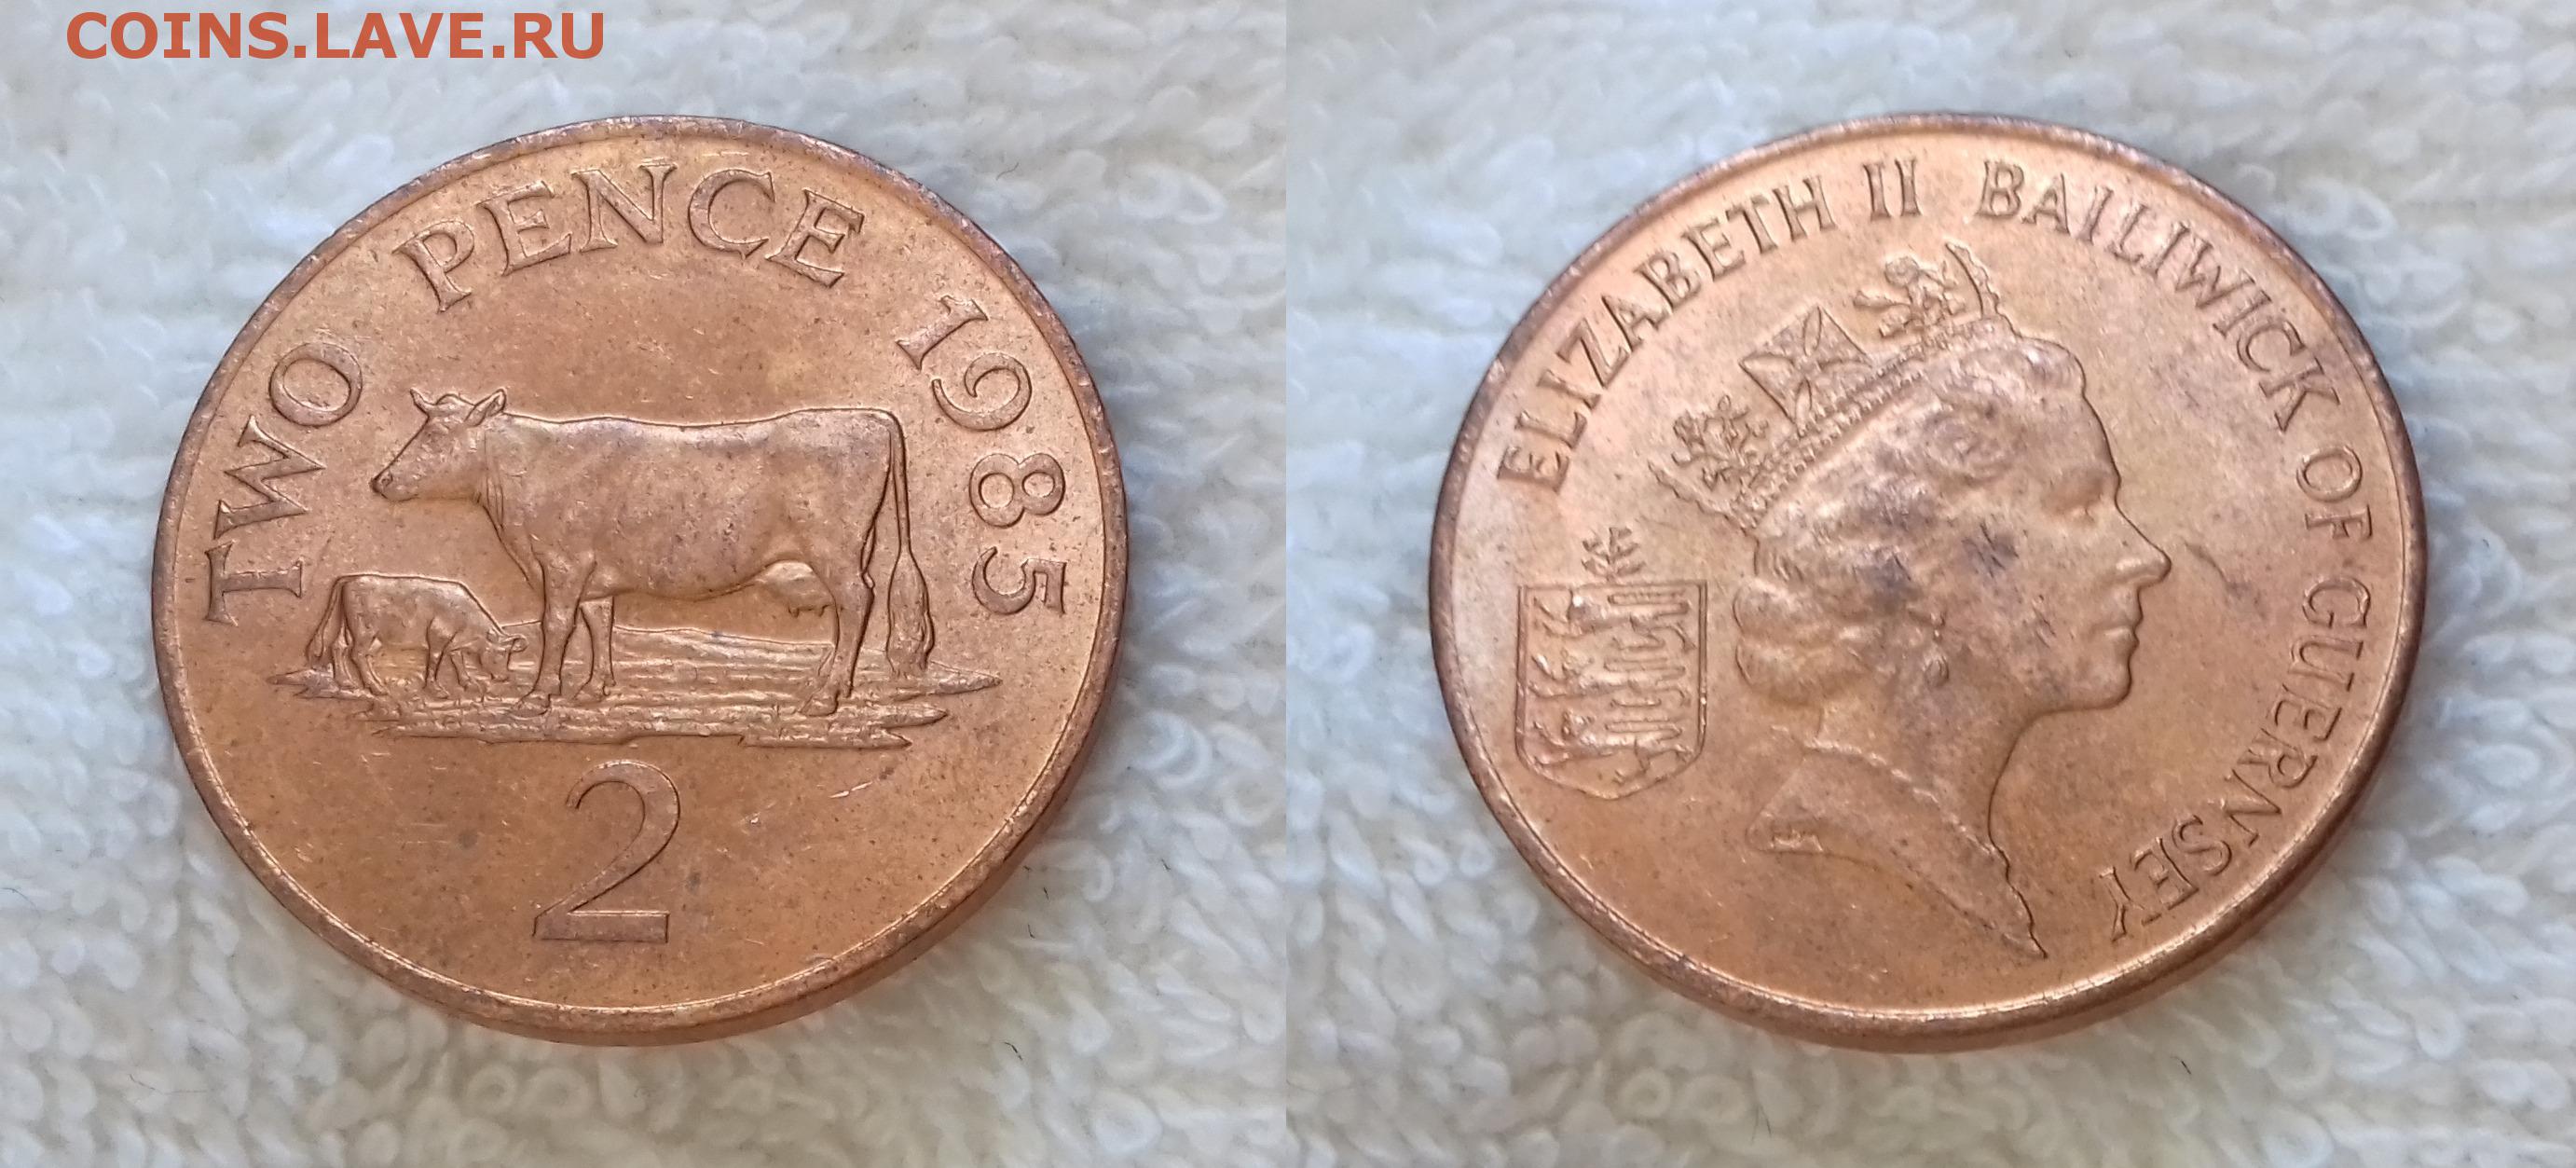 COINS.LAVE.RU
TWO PENCE 1985
2
ELIZABETH II BAILIWICK OF GUERNSEY